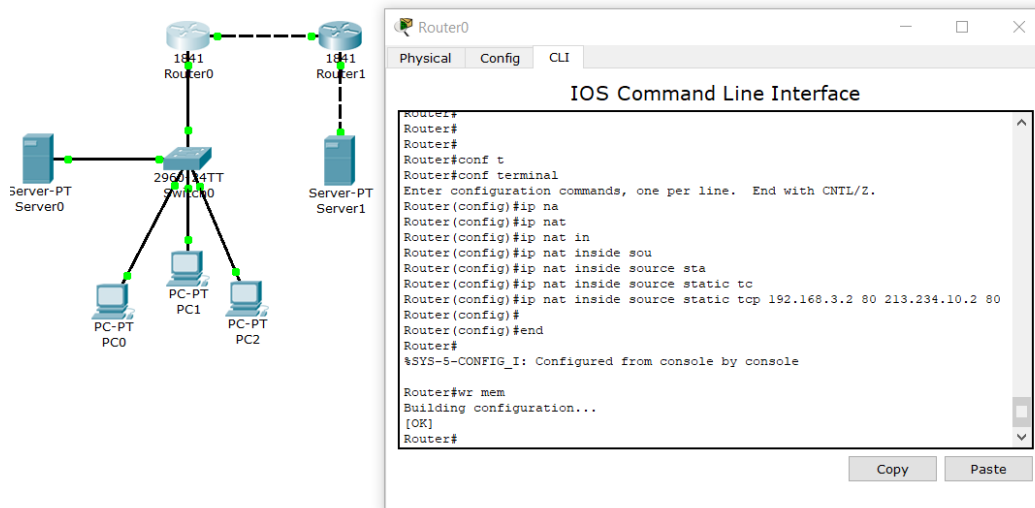 1841
Router0
1841
Router1
Server-PT
Server0
2960-24TT
Switch0
Server-PT
Server1
PC-PT
PC0
PC-PT
PC1
PC-PT
PC2
Router0
Physical
Config
CLI
IOS Command Line Interface
Router#
Router#
Router#
Router#conf t
Router#conf terminal
Enter configuration commands, one per line.  End with CNTL/Z.
Router(config)#ip na
Router(config)#ip nat
Router(config)#ip nat in
Router(config)#ip nat inside sou
Router(config)#ip nat inside source sta
Router(config)#ip nat inside source static tc
Router(config)#ip nat inside source static tcp 192.168.3.2 80 213.234.10.2 80
Router(config)#
Router(config)#end
Router#
%SYS-5-CONFIG_I: Configured from console by console
Router#wr mem
Building configuration...
[OK]
Router#
Copy
Paste